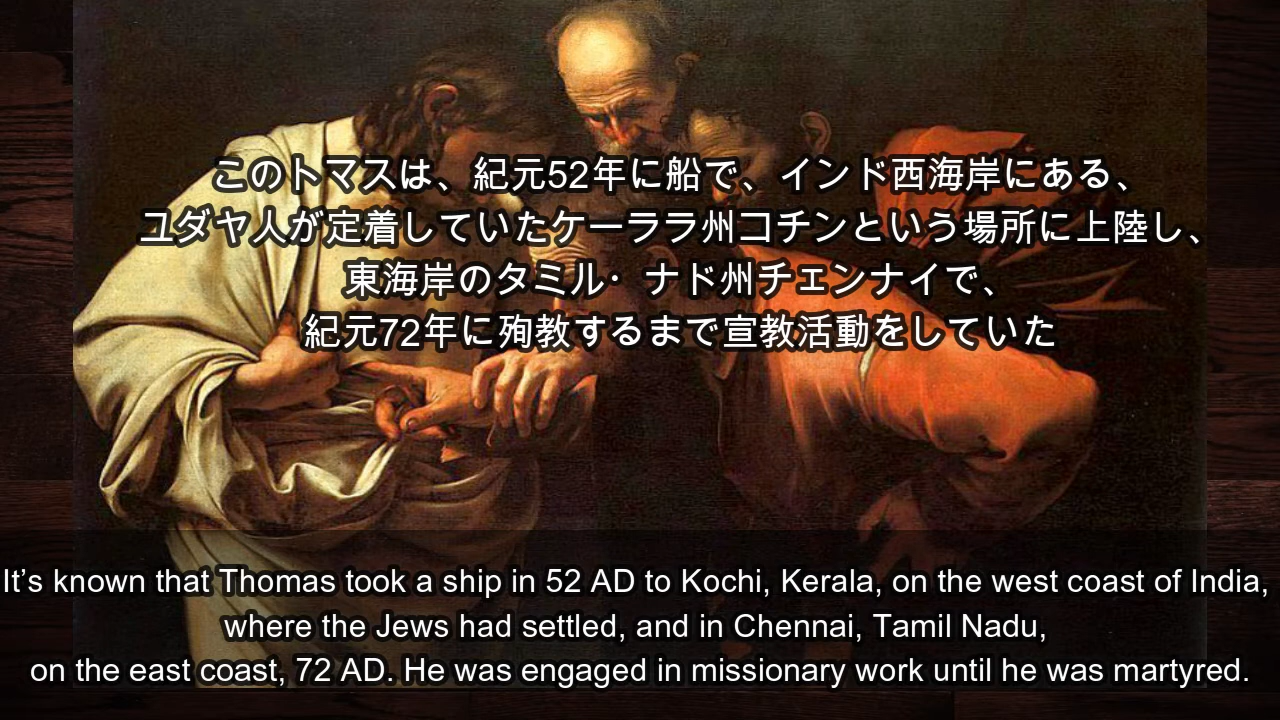 このトマスは、紀元52年に船で、インド西海岸にある、
ユダヤ人が定着していたケーララ州コチンという場所に上陸し、
東海岸のタミル・ナド州チェンナイで、
紀元72年に殉教するまで宣教活動をしていた
It’s known that Thomas took a ship in 52 AD to Kochi, Kerala, on the west coast of India,
where the Jews had settled, and in Chennai, Tamil Nadu,
on the east coast, 72 AD. He was engaged in missionary work until he was martyred.